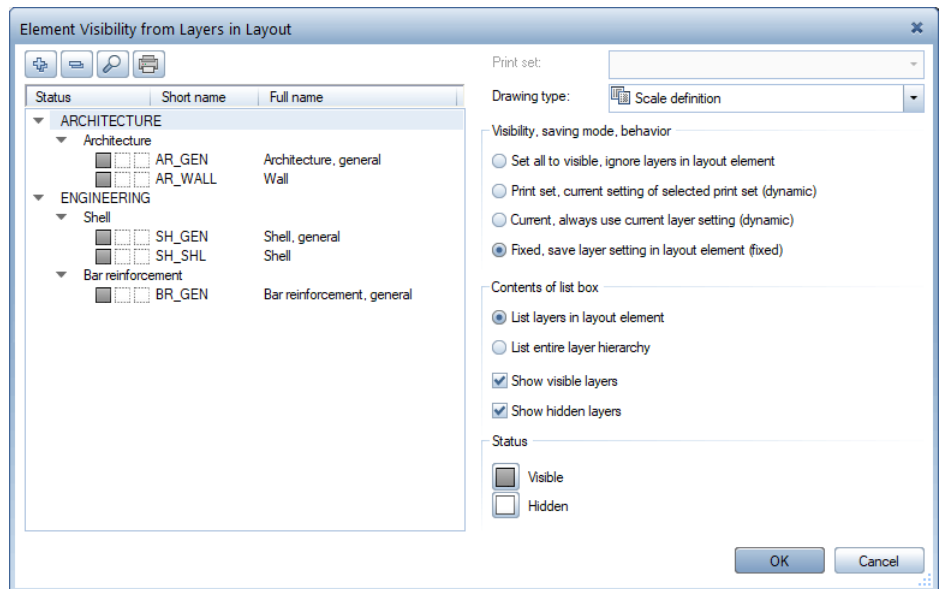 Element Visibility from Layers in Layout
Status Short name Full name
ARCHITECTURE
Architecture
AR_GEN Architecture, general
AR_WALL Wall
ENGINEERING
Shell
SH_GEN Shell, general
SH_SHL Shell
Bar reinforcement
BR_GEN Bar reinforcement, general
Print set:
Drawing type: Scale definition
Visibility, saving mode, behavior
Set all to visible, ignore layers in layout element
Print set, current setting of selected print set (dynamic)
Current, always use current layer setting (dynamic)
Fixed, save layer setting in layout element (fixed)
Contents of list box
List layers in layout element
List entire layer hierarchy
Show visible layers
Show hidden layers
Status
Visible
Hidden
OK Cancel